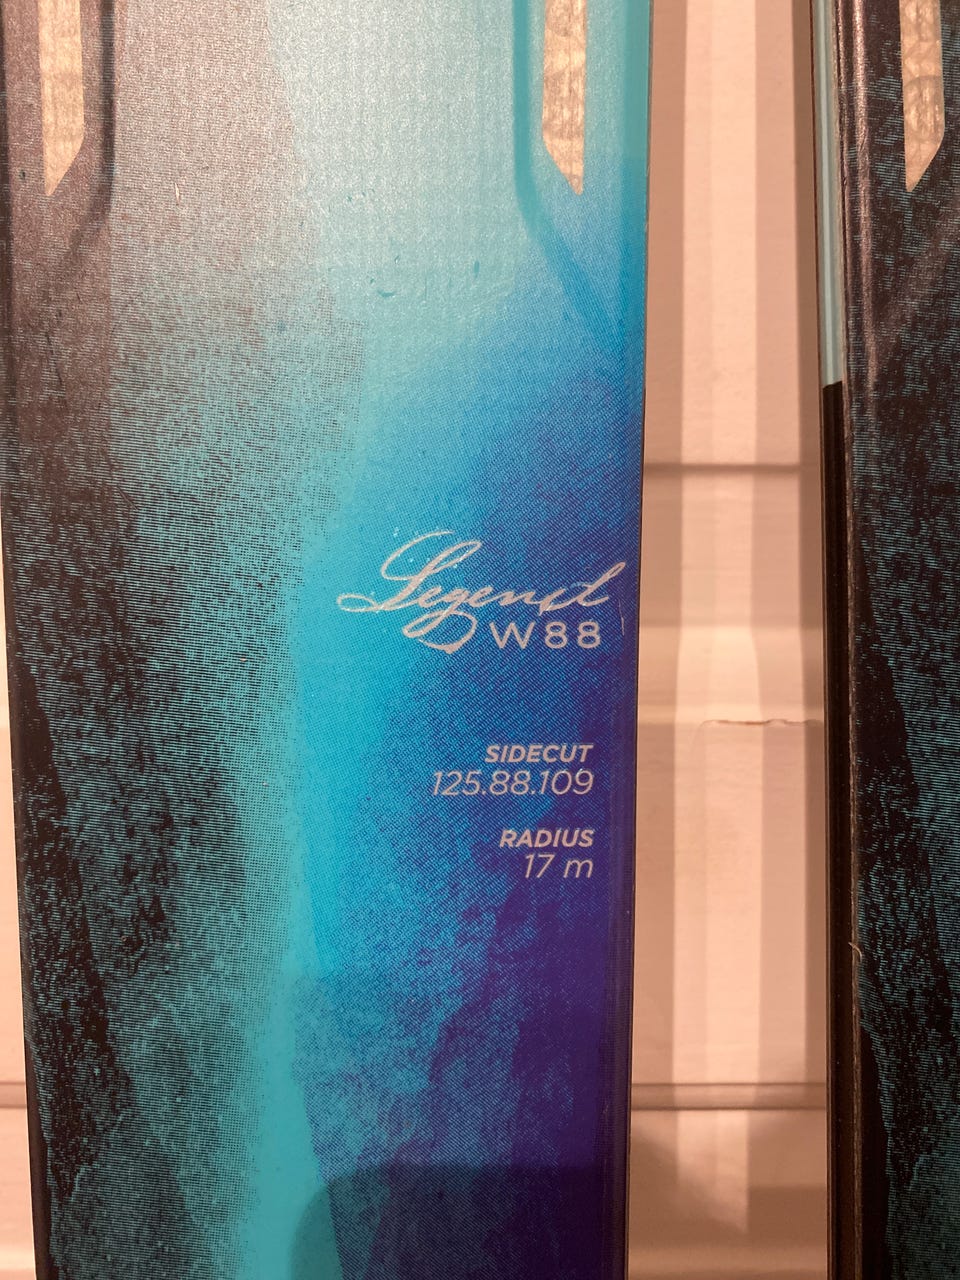 Legend
W88
SIDECUT
125.88.109
RADIUS
17 m